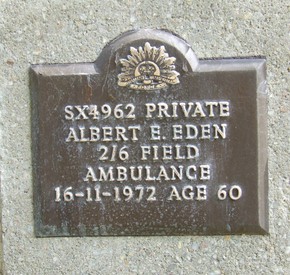 SX4962 PRIVATE
ALBERT E. EDEN
2/6 FIELD
AMBULANCE
16-11-1972 AGE 60